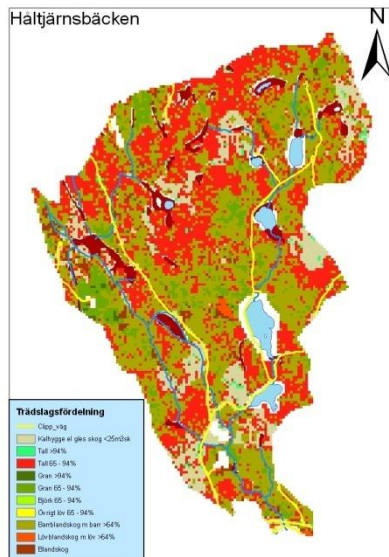 Håltjärnsbäcken
N
Trädslagsfördelning
Clipp_väg
Kalhygge el gles skog <25m3sk
Tall >94%
Tall 65 - 94%
Gran >94%
Gran 65 - 94%
Björk 65 - 94%
Övrigt löv 65 - 94%
Barrblandskog m barr >64%
Lövblandskog m löv >64%
Blandskog